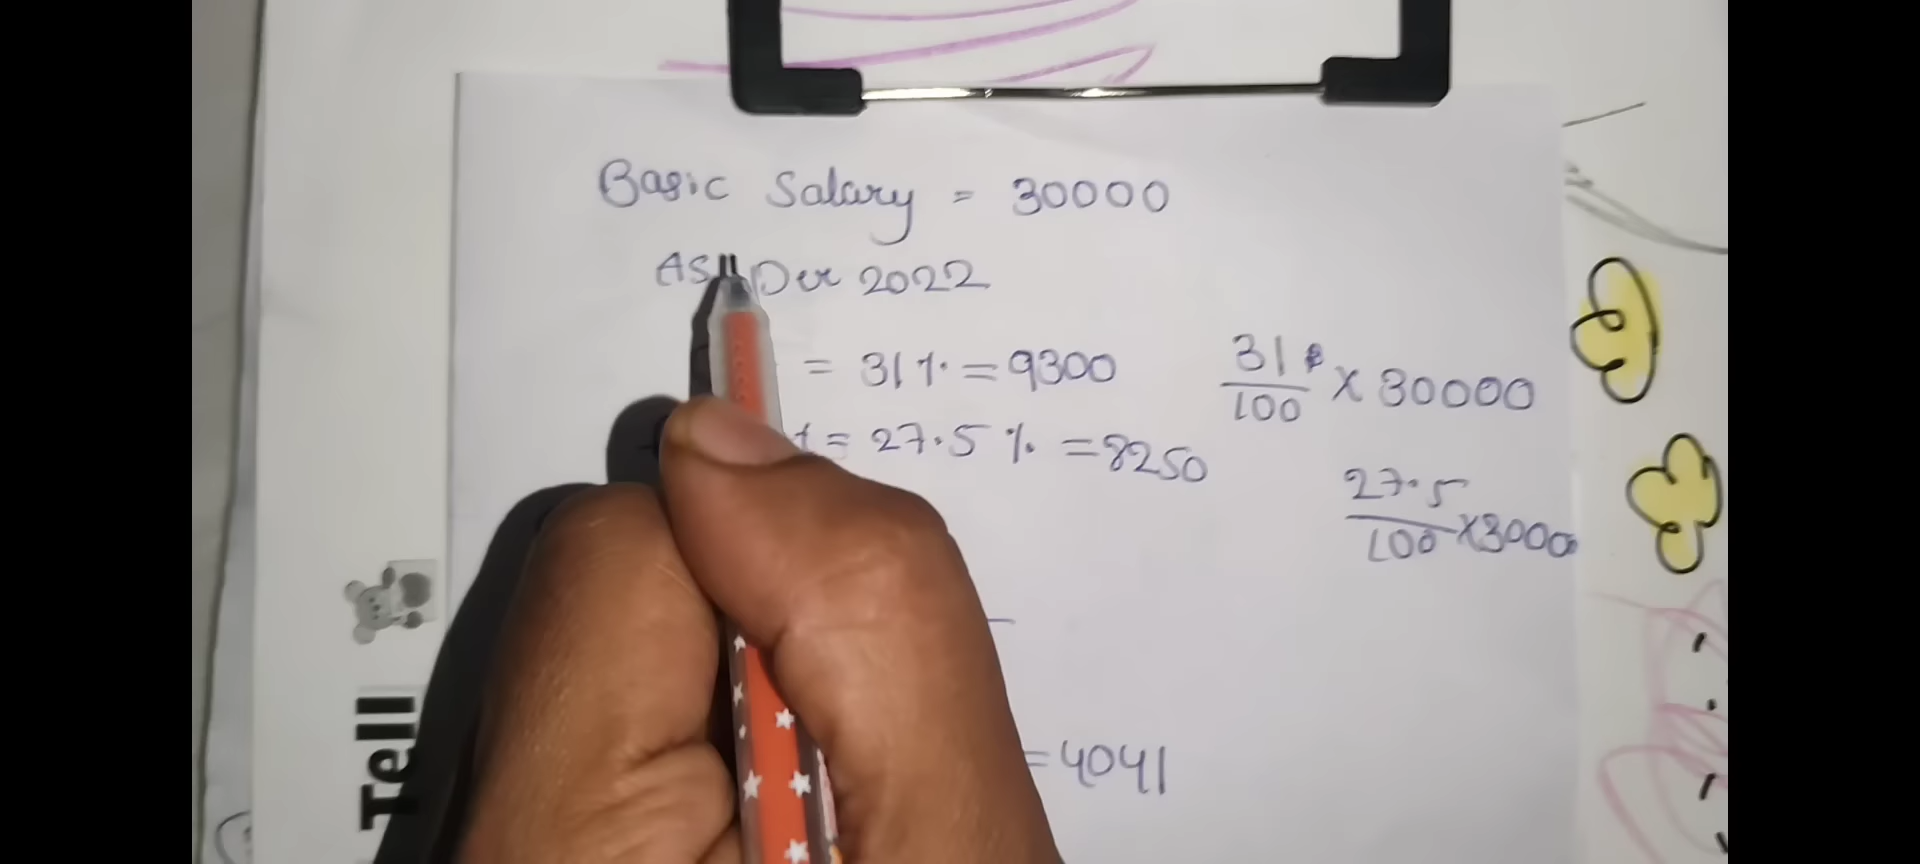 Basic Salary = 30000
AS Per 2022
= 31 % = 9300
31 / 100 × 30000
= 27.5 % = 8250
27.5 / 100 × 30000
= 4041
Tell